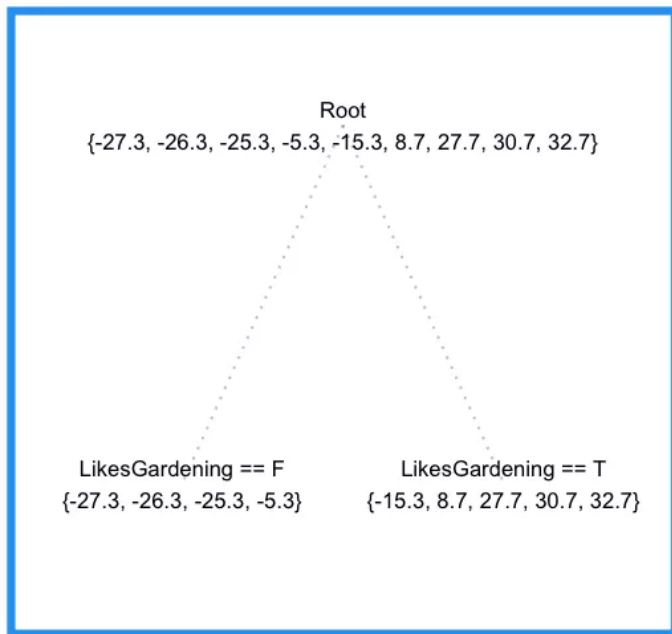 Root
{-27.3, -26.3, -25.3, -5.3, -15.3, 8.7, 27.7, 30.7, 32.7}
LikesGardening == F
{-27.3, -26.3, -25.3, -5.3}
LikesGardening == T
{-15.3, 8.7, 27.7, 30.7, 32.7}